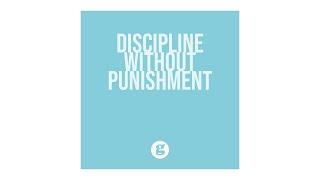 DISCIPLINE
WITHOUT
PUNISHMENT
g